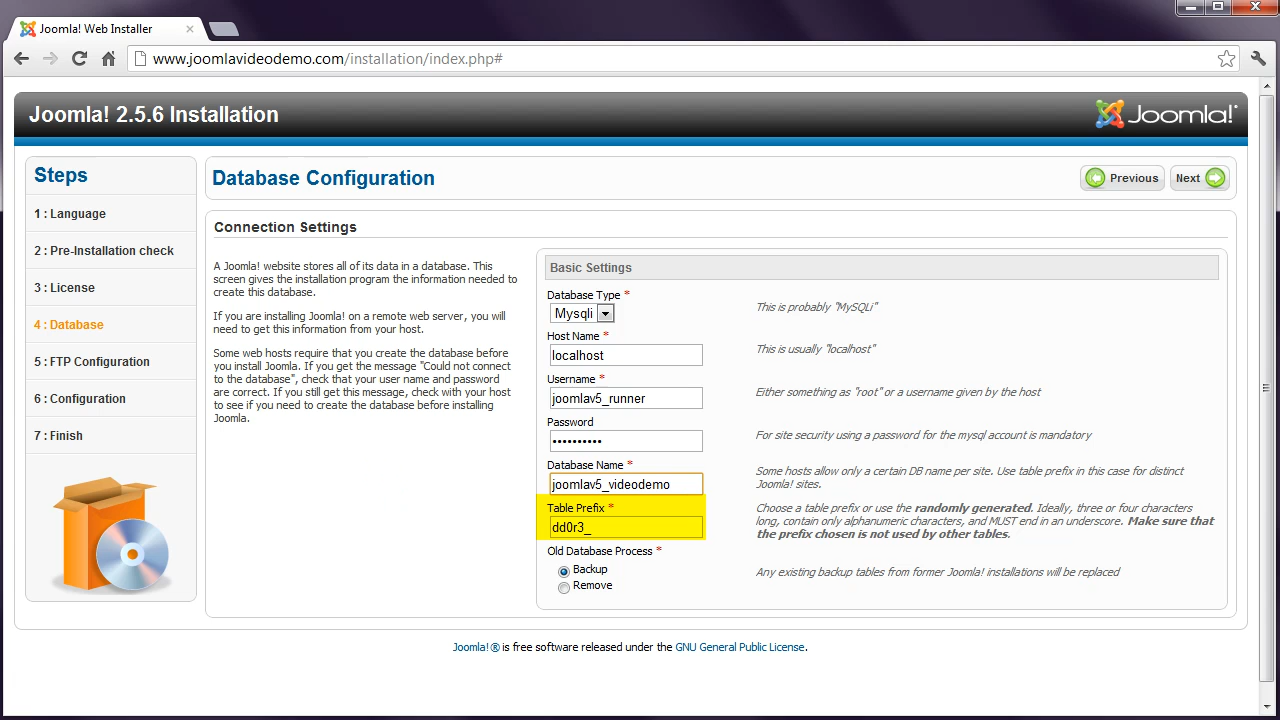 Joomla! Web Installer
www.joomlavideodemo.com/installation/index.php#
Joomla! 2.5.6 Installation
Joomla!
Steps
1 : Language
2 : Pre-Installation check
3 : License
4 : Database
5 : FTP Configuration
6 : Configuration
7 : Finish
Database Configuration
Previous
Next
Connection Settings
A Joomla! website stores all of its data in a database. This
screen gives the installation program the information needed to
create this database.
If you are installing Joomla! on a remote web server, you will
need to get this information from your host.
Some web hosts require that you create the database before
you install Joomla. If you get the message "Could not connect
to the database", check that your user name and password
are correct. If you still get this message, check with your host
to see if you need to create the database before installing
Joomla.
Basic Settings
Database Type *
Mysqli
This is probably "MySQLi"
Host Name *
localhost
This is usually "localhost"
Username *
joomlav5_runner
Either something as "root" or a username given by the host
Password
••••••••••
For site security using a password for the mysql account is mandatory
Database Name *
joomlav5_videodemo
Some hosts allow only a certain DB name per site. Use table prefix in this case for distinct
Joomla! sites.
Table Prefix *
dd0r3_
Choose a table prefix or use the randomly generated. Ideally, three or four characters
long, contain only alphanumeric characters, and MUST end in an underscore. Make sure that
the prefix chosen is not used by other tables.
Old Database Process *
Backup
Remove
Any existing backup tables from former Joomla! installations will be replaced
Joomla!® is free software released under the GNU General Public License.